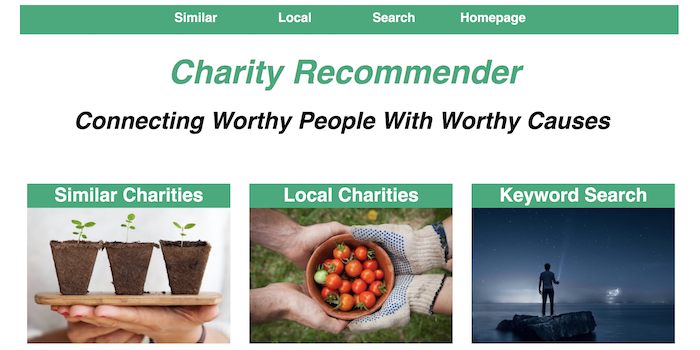 Similar Local Search Homepage
Charity Recommender
Connecting Worthy People With Worthy Causes
Similar Charities Local Charities Keyword Search